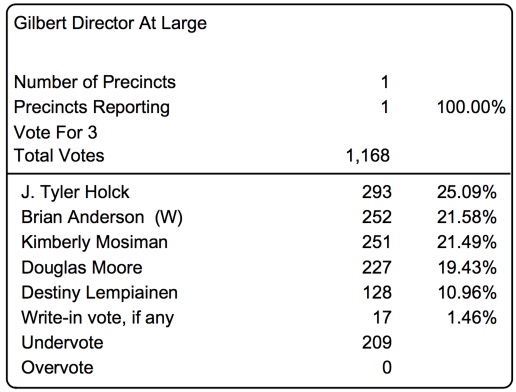 Gilbert Director At Large
Number of Precincts 1
Precincts Reporting 1 100.00%
Vote For 3
Total Votes 1,168
J. Tyler Holck 293 25.09%
Brian Anderson (W) 252 21.58%
Kimberly Mosiman 251 21.49%
Douglas Moore 227 19.43%
Destiny Lempiainen 128 10.96%
Write-in vote, if any 17 1.46%
Undervote 209
Overvote 0